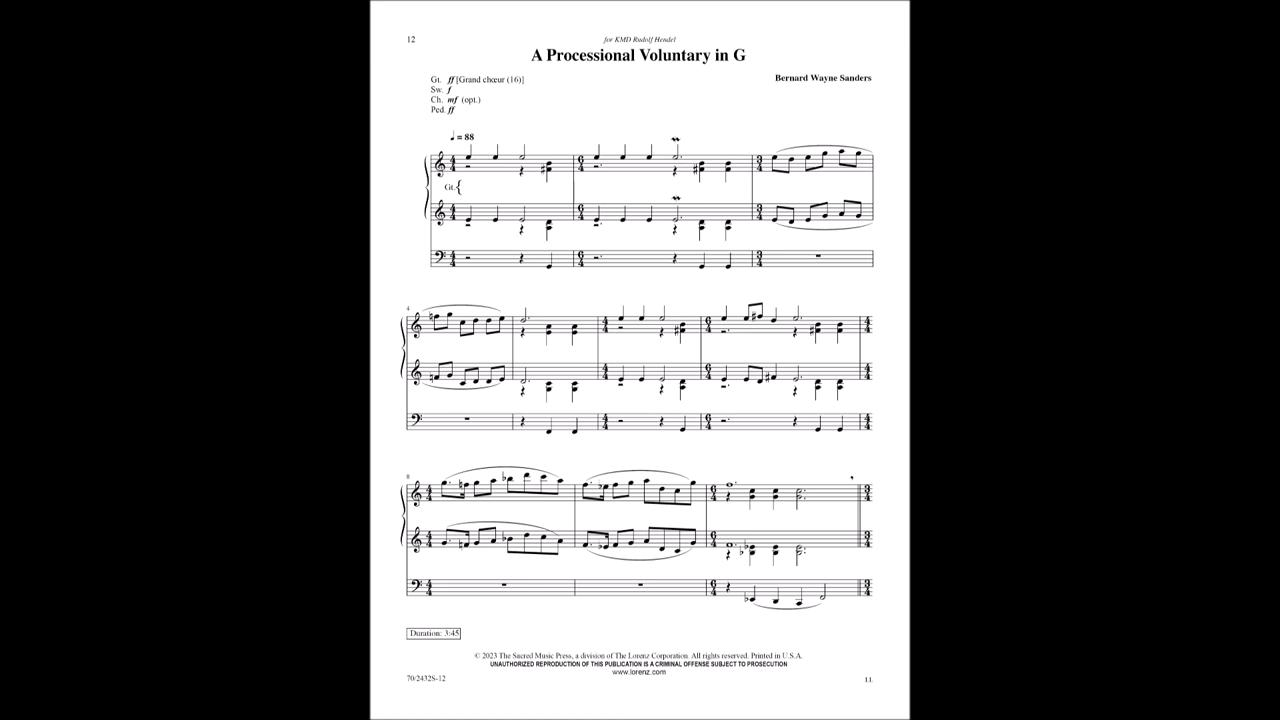 12
for KMD Rudolf Hendel
A Processional Voluntary in G
Gt. ff [Grand chœur (16)]
Bernard Wayne Sanders
Sw. f
Ch. mf (opt.)
Ped. ff
♩ = 88
Gt.
4
8
Duration: 3:45
© 2023 The Sacred Music Press, a division of The Lorenz Corporation. All rights reserved. Printed in U.S.A.
UNAUTHORIZED REPRODUCTION OF THIS PUBLICATION IS A CRIMINAL OFFENSE SUBJECT TO PROSECUTION
www.lorenz.com
70/2432S-12